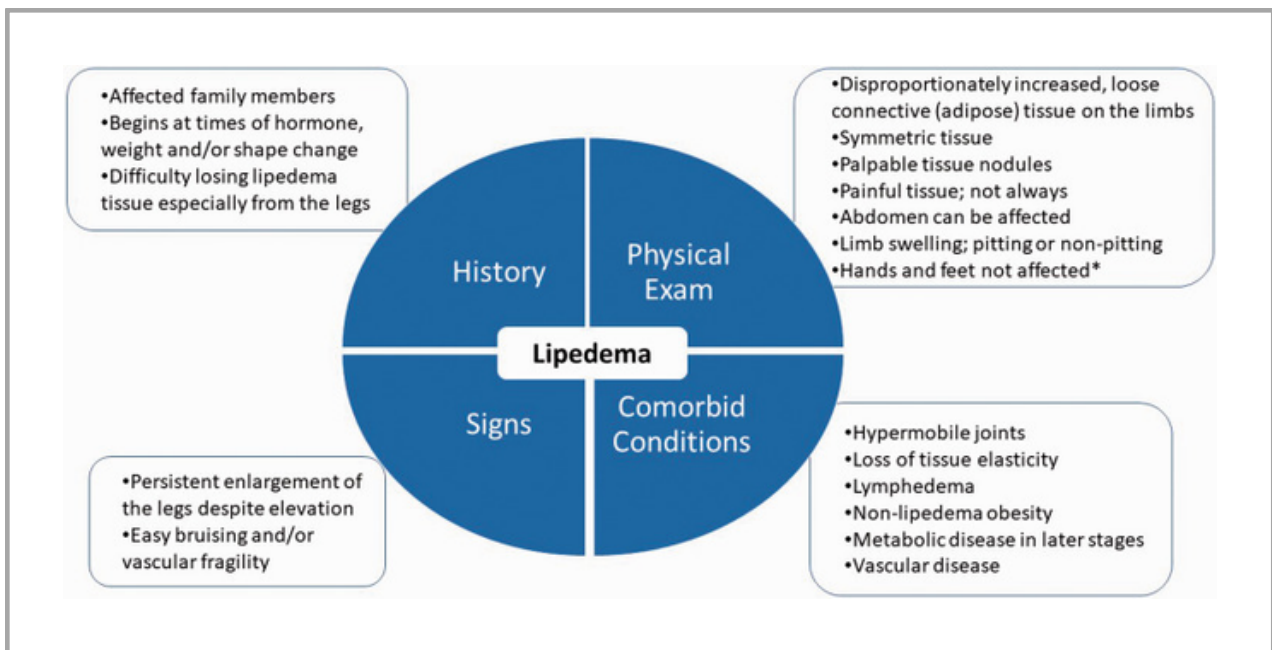 •Affected family members
•Begins at times of hormone,
weight and/or shape change
•Difficulty losing lipedema
tissue especially from the legs
•Disproportionately increased, loose
connective (adipose) tissue on the limbs
•Symmetric tissue
•Palpable tissue nodules
•Painful tissue; not always
•Abdomen can be affected
•Limb swelling; pitting or non-pitting
•Hands and feet not affected*
History
Physical
Exam
Lipedema
Signs
Comorbid
Conditions
•Persistent enlargement of
the legs despite elevation
•Easy bruising and/or
vascular fragility
•Hypermobile joints
•Loss of tissue elasticity
•Lymphedema
•Non-lipedema obesity
•Metabolic disease in later stages
•Vascular disease